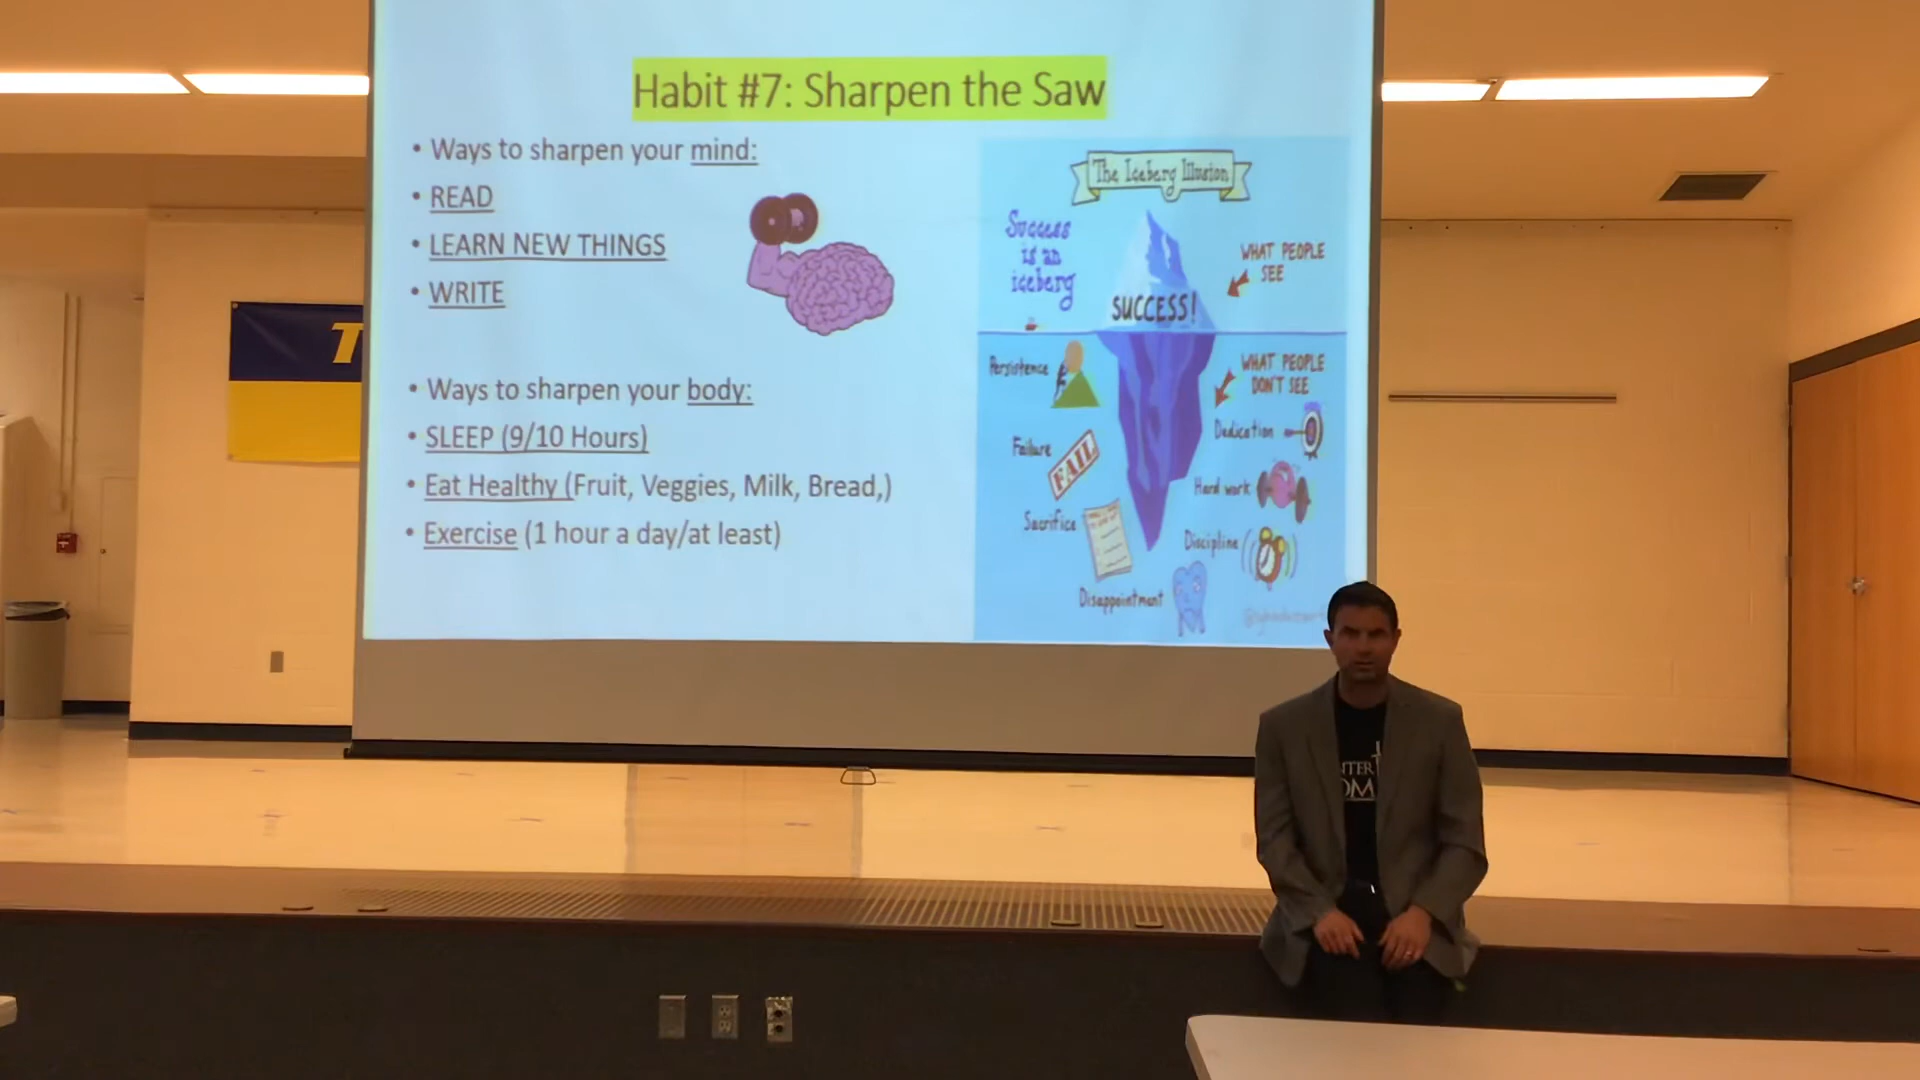 Habit #7: Sharpen the Saw
• Ways to sharpen your mind:
• READ
• LEARN NEW THINGS
• WRITE
• Ways to sharpen your body:
• SLEEP (9/10 Hours)
• Eat Healthy (Fruit, Veggies, Milk, Bread,)
• Exercise (1 hour a day/at least)
The Iceberg Illusion
Success
is an
iceberg
WHAT PEOPLE
SEE
SUCCESS!
WHAT PEOPLE
DON'T SEE
Persistence
Dedication
Failure
FAIL
Hard work
Sacrifice
Discipline
Disappointment
T
NTER
OM